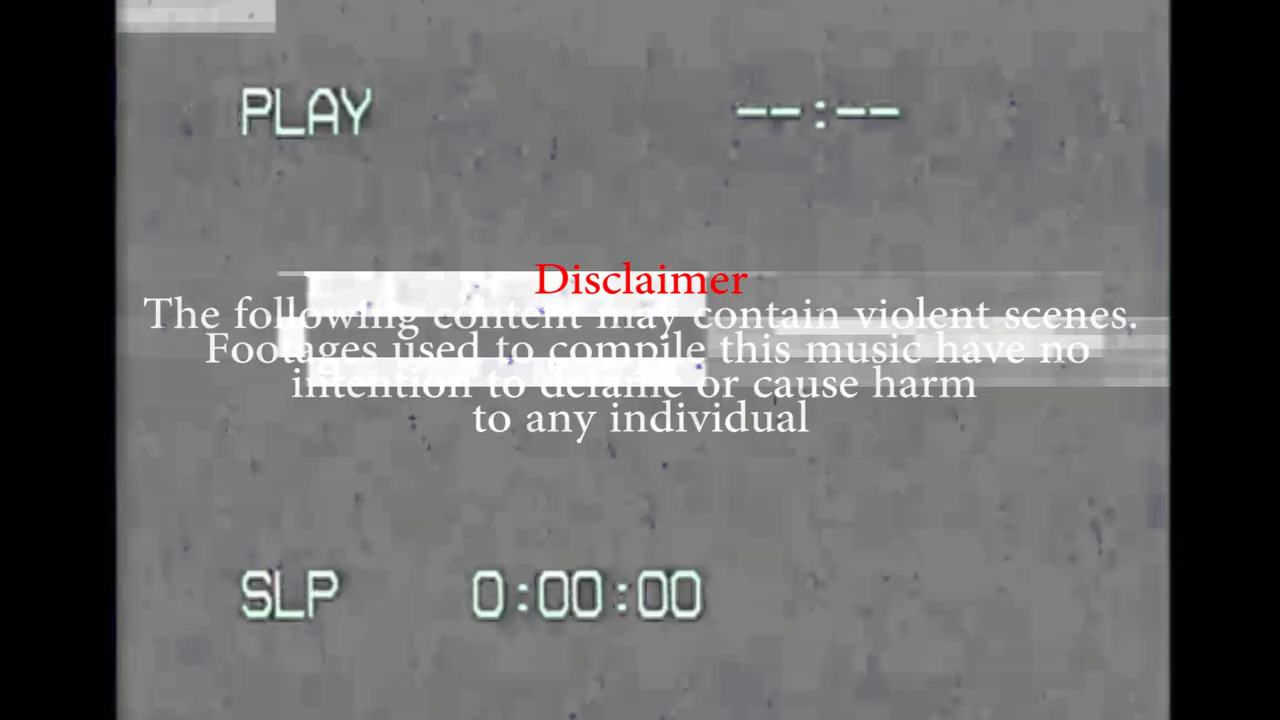 PLAY --:--
Disclaimer
The following content may contain violent scenes.
Footages used to compile this music have no
intention to defame or cause harm
to any individual
SLP 0:00:00